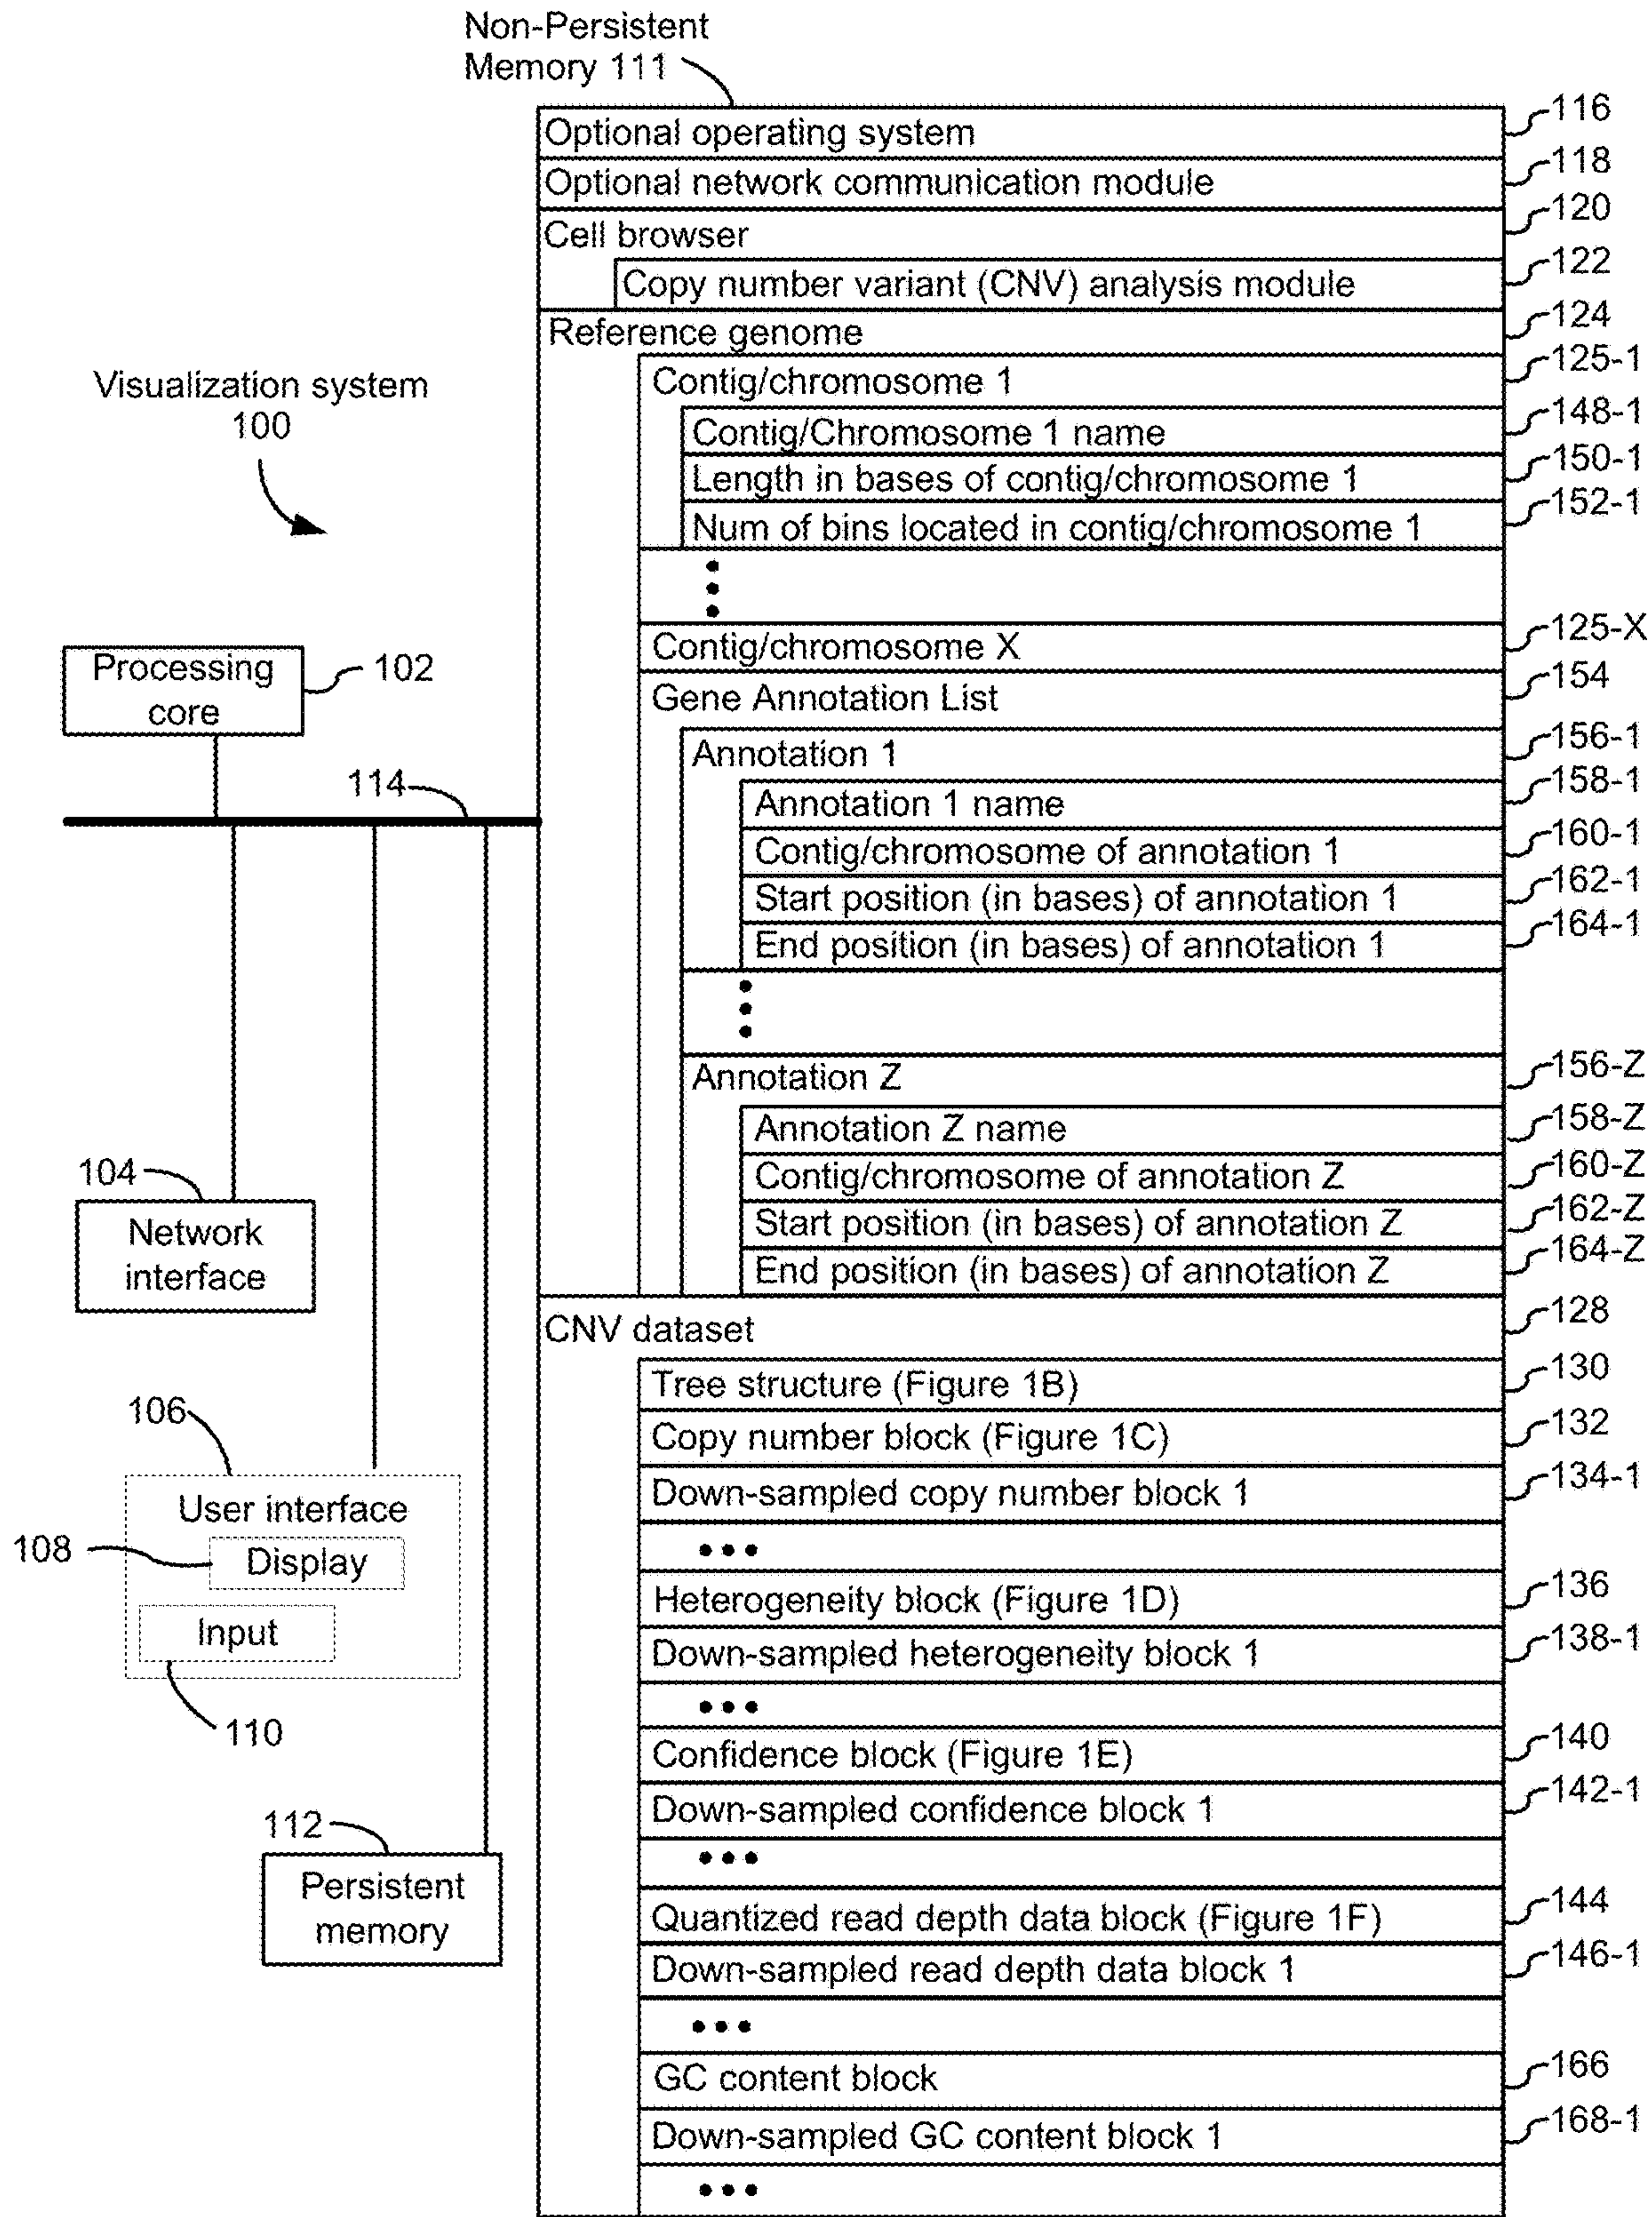 Non-Persistent
Memory 111
Optional operating system
116
Optional network communication module
118
Cell browser
120
Copy number variant (CNV) analysis module
122
Reference genome
124
Contig/chromosome 1
125-1
Contig/Chromosome 1 name
148-1
Length in bases of contig/chromosome 1
150-1
Num of bins located in contig/chromosome 1
152-1
Contig/chromosome X
125-X
Gene Annotation List
154
Annotation 1
156-1
Annotation 1 name
158-1
Contig/chromosome of annotation 1
160-1
Start position (in bases) of annotation 1
162-1
End position (in bases) of annotation 1
164-1
Annotation Z
156-Z
Annotation Z name
158-Z
Contig/chromosome of annotation Z
160-Z
Start position (in bases) of annotation Z
162-Z
End position (in bases) of annotation Z
164-Z
CNV dataset
128
Tree structure (Figure 1B)
130
Copy number block (Figure 1C)
132
Down-sampled copy number block 1
134-1
•••
Heterogeneity block (Figure 1D)
136
Down-sampled heterogeneity block 1
138-1
•••
Confidence block (Figure 1E)
140
Down-sampled confidence block 1
142-1
•••
Quantized read depth data block (Figure 1F)
144
Down-sampled read depth data block 1
146-1
•••
GC content block
166
Down-sampled GC content block 1
168-1
•••
Visualization system
100
Processing
core
102
114
104
Network
interface
106
User interface
108
Display
Input
110
112
Persistent
memory